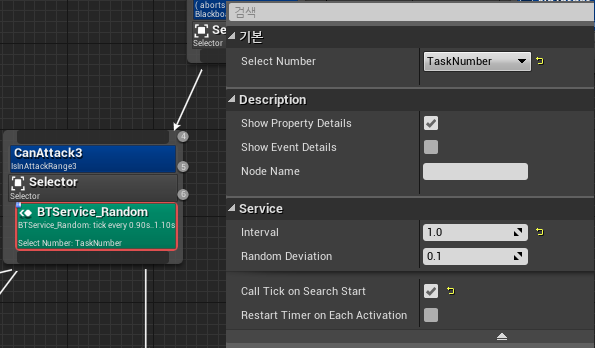 ( aborts
Blackboa
Se
Selector
4
CanAttack3
IsInAttackRange3
5
Selector
Selector
6
BTService_Random
BTService_Random: tick every 0.90s..1.10s
Select Number: TaskNumber
검색
기본
Select Number TaskNumber
Description
Show Property Details
Show Event Details
Node Name
Service
Interval 1.0
Random Deviation 0.1
Call Tick on Search Start
Restart Timer on Each Activation